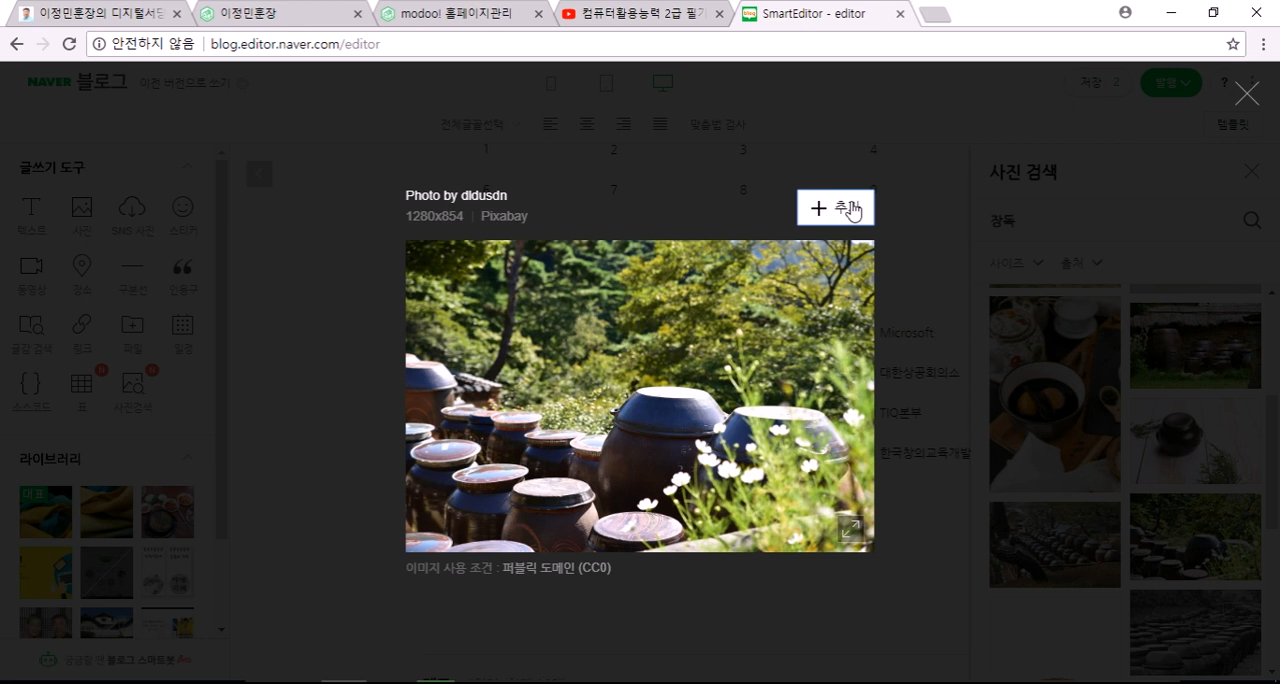 이정민훈장의 디지털서당
이정민훈장
modoo! 홈페이지관리
컴퓨터활용능력 2급 필기
SmartEditor - editor
안전하지 않음
blog.editor.naver.com/editor
NAVER 블로그
이전 버전으로 쓰기
저장 2
발행
?
전체글꼴선택
맞춤법 검사
템플릿
글쓰기 도구
텍스트
사진
SNS 사진
스티커
동영상
장소
구분선
인용구
글감 검색
링크
파일
일정
소스코드
표
사진검색
N
N
라이브러리
대표
궁금할 땐 블로그 스마트봇
1 2 3 4
7 8
Photo by dldusdn
1280x854 | Pixabay
+ 추가
이미지 사용 조건 : 퍼블릭 도메인 (CC0)
Microsoft
대한상공회의소
한국창의교육개발
사진 검색
장독
사이즈
출처